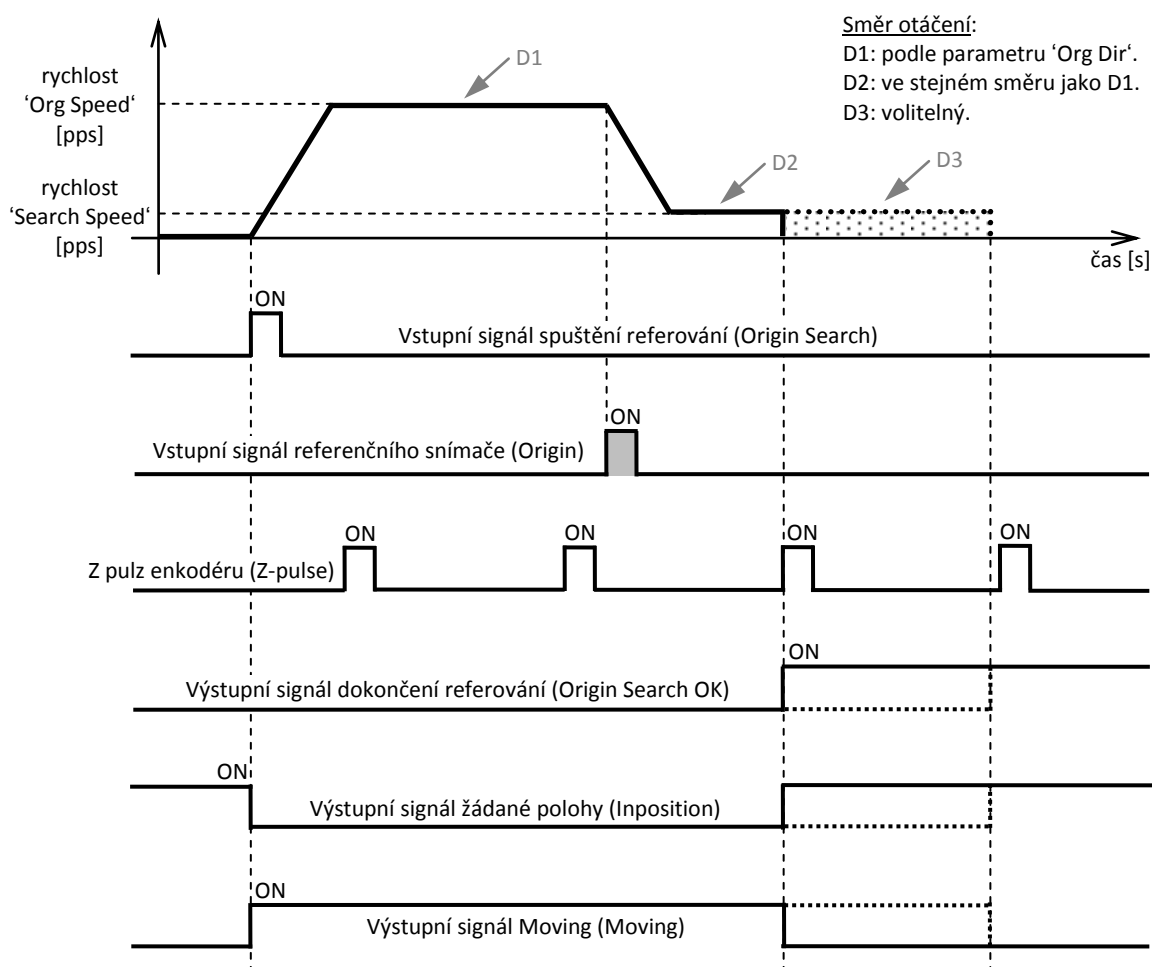 Směr otáčení:
D1: podle parametru ‘Org Dir‘.
D2: ve stejném směru jako D1.
D3: volitelný.
rychlost
‘Org Speed‘
[pps]
D1
rychlost
‘Search Speed‘
[pps]
D2
D3
čas [s]
ON
Vstupní signál spuštění referování (Origin Search)
ON
Vstupní signál referenčního snímače (Origin)
ON
ON
ON
ON
Z pulz enkodéru (Z-pulse)
ON
Výstupní signál dokončení referování (Origin Search OK)
ON
Výstupní signál žádané polohy (Inposition)
ON
Výstupní signál Moving (Moving)